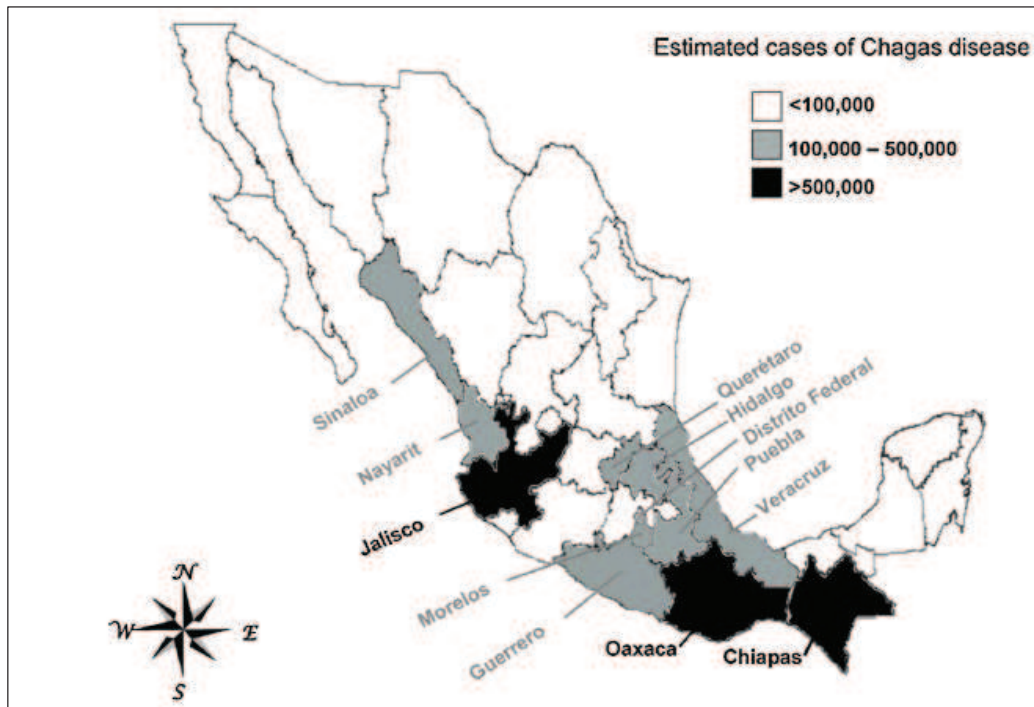 Estimated cases of Chagas disease
<100,000
100,000 – 500,000
>500,000
Querétaro
Hidalgo
Distrito Federal
Puebla
Veracruz
Sinaloa
Nayarit
Jalisco
Morelos
Guerrero
Oaxaca
Chiapas
N
W
E
S